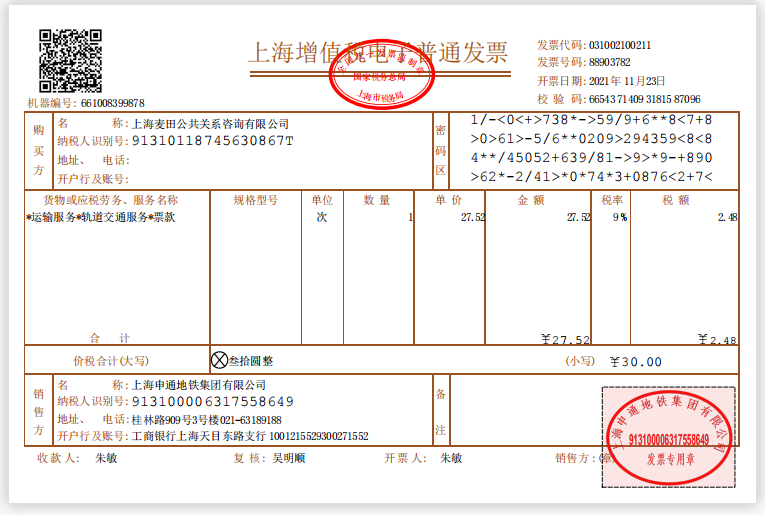 上海增值税电子普通发票
国家税务总局
上海市税务局
发票代码:031002100211
发票号码:88903782
开票日期:2021年 11月23日
校 验 码:66543 71409 31815 87096
机器编号:661008399878
购买方
名 称:上海麦田公共关系咨询有限公司
纳税人识别号:91310118745630867T
地址、 电话:
开户行及账号:
密码区
1/-<0<+>738*->59/9+6**8<7+8
>0>61>-5/6**0209>294359<8<8
4**/45052+639/81->9>*9-+890
>62*-2/41>*0*74*3+0876<2+7<
货物或应税劳务、服务名称 规格型号 单位 数 量 单 价 金 额 税率 税 额
*运输服务*轨道交通服务*票款 次 1 27.52 27.52 9% 2.48
合 计 ￥27.52 ￥2.48
价税合计(大写) ⊗叁拾圆整 (小写) ￥30.00
销售方
名 称:上海申通地铁集团有限公司
纳税人识别号:913100006317558649
地址、 电话:桂林路909号3号楼021-63189188
开户行及账号:工商银行上海天目东路支行 1001215529300271552
备注
上海申通地铁集团有限公司
913100006317558649
发票专用章
收款人: 朱敏 复核:吴明顺 开票人: 朱敏 销售方:(章)